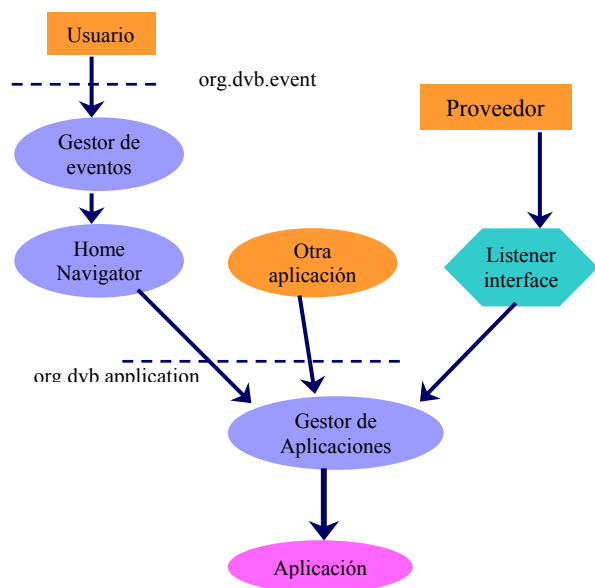 Usuario
org.dvb.event
Proveedor
Gestor de
eventos
Home
Navigator
Otra
aplicación
Listener
interface
org.dvb.application
Gestor de
Aplicaciones
Aplicación